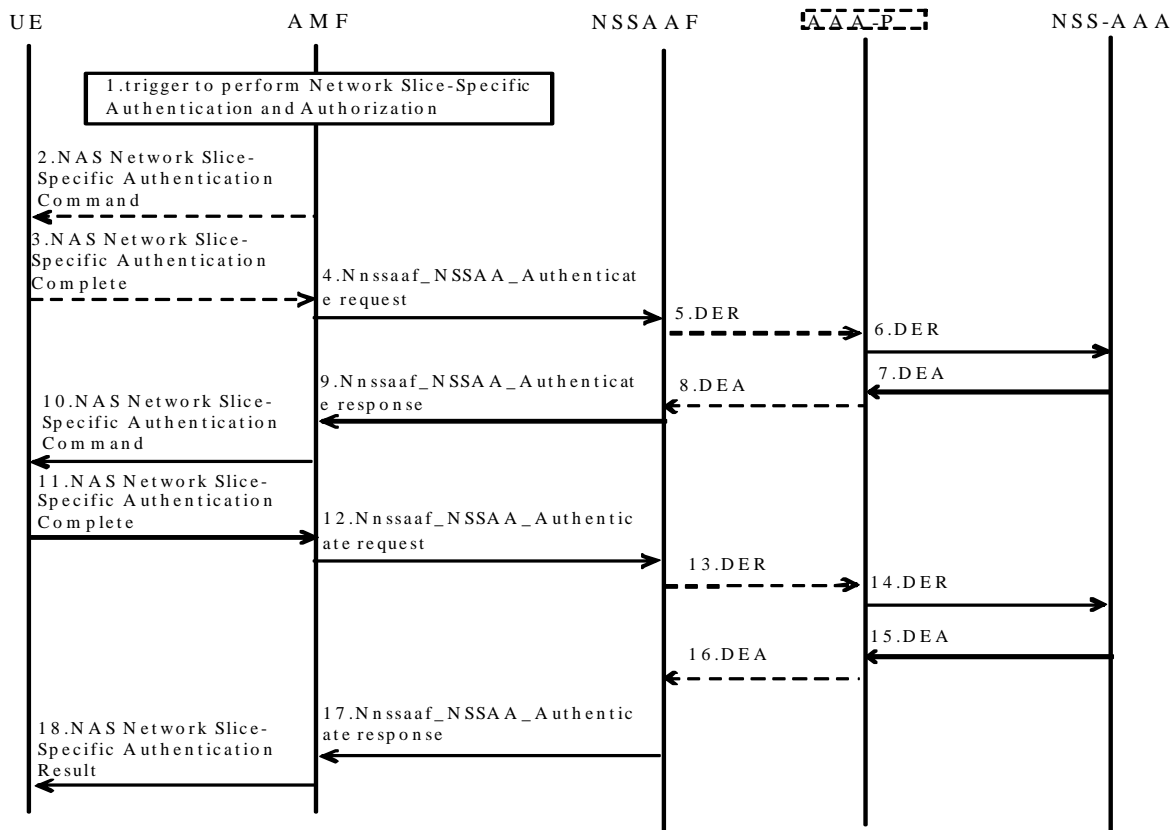 UE AMF NSSAAF AAA-P NSS-AAA
1.trigger to perform Network Slice-Specific
Authentication and Authorization
2.NAS Network Slice-
Specific Authentication
Command
3.NAS Network Slice-
Specific Authentication
Complete
4.Nnssaaf_NSSAA_Authenticat
e request
5.DER
6.DER
7.DEA
8.DEA
9.Nnssaaf_NSSAA_Authenticat
e response
10.NAS Network Slice-
Specific Authentication
Command
11.NAS Network Slice-
Specific Authentication
Complete
12.Nnssaaf_NSSAA_Authentic
ate request
13.DER
14.DER
15.DEA
16.DEA
17.Nnssaaf_NSSAA_Authentic
ate response
18.NAS Network Slice-
Specific Authentication
Result